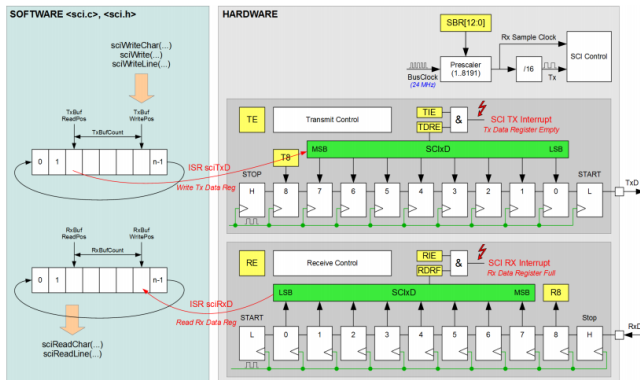 SOFTWARE <sci.c>, <sci.h>
sciWriteChar(...)
sciWrite(...)
sciWriteLine(...)
TxBuf
ReadPos
TxBuf
WritePos
TxBufCount
0 1 n-1
ISR sciTxD
Write Tx Data Reg
RxBuf
ReadPos
RxBuf
WritePos
RxBufCount
0 1 n-1
ISR sciRxD
Read Rx Data Reg
sciReadChar(...)
sciReadLine(...)
HARDWARE
SBR[12:0]
Rx Sample Clock
Prescaler
(1..8191)
/16
SCI Control
BusClock
(24 MHz)
Tx
TE
Transmit Control
TIE
TDRE
&
SCI TX Interrupt
Tx Data Register Empty
T8
MSB SCIxD LSB
STOP START
H 8 7 6 5 4 3 2 1 0 L
TxD
RE
Receive Control
RIE
RDRF
&
SCI RX Interrupt
Rx Data Register Full
LSB SCIxD MSB
R8
START Stop
L 0 1 2 3 4 5 6 7 8 H
RxD